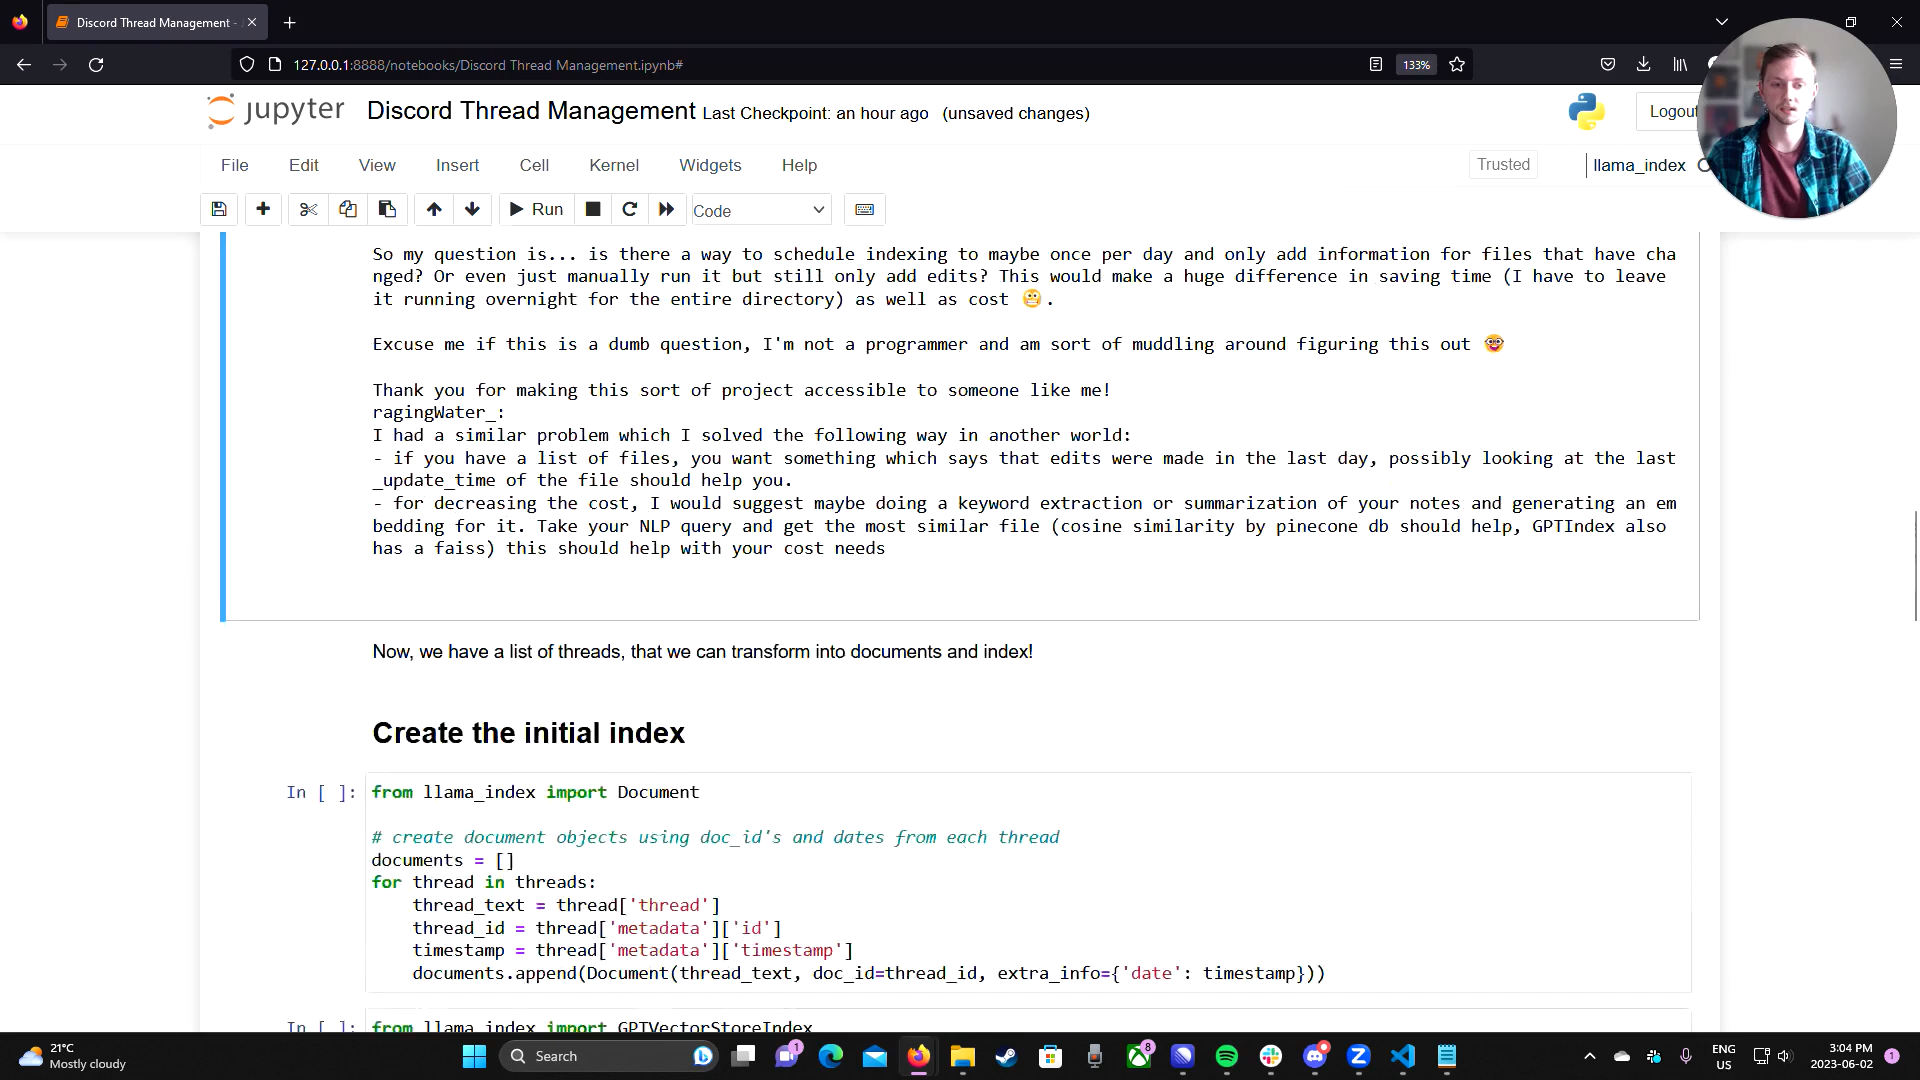 Discord Thread Management -
127.0.0.1:8888/notebooks/Discord Thread Management.ipynb#
133%
jupyter Discord Thread Management Last Checkpoint: an hour ago (unsaved changes)
Logout
File Edit View Insert Cell Kernel Widgets Help
Trusted
llama_index
Run
Code
So my question is... is there a way to schedule indexing to maybe once per day and only add information for files that have cha
nged? Or even just manually run it but still only add edits? This would make a huge difference in saving time (I have to leave
it running overnight for the entire directory) as well as cost 😬.
Excuse me if this is a dumb question, I'm not a programmer and am sort of muddling around figuring this out 🤓
Thank you for making this sort of project accessible to someone like me!
ragingWater_:
I had a similar problem which I solved the following way in another world:
- if you have a list of files, you want something which says that edits were made in the last day, possibly looking at the last
_update_time of the file should help you.
- for decreasing the cost, I would suggest maybe doing a keyword extraction or summarization of your notes and generating an em
bedding for it. Take your NLP query and get the most similar file (cosine similarity by pinecone db should help, GPTIndex also
has a faiss) this should help with your cost needs
Now, we have a list of threads, that we can transform into documents and index!
Create the initial index
In [ ]:
from llama_index import Document
# create document objects using doc_id's and dates from each thread
documents = []
for thread in threads:
thread_text = thread['thread']
thread_id = thread['metadata']['id']
timestamp = thread['metadata']['timestamp']
documents.append(Document(thread_text, doc_id=thread_id, extra_info={'date': timestamp}))
In [ ]:
from llama_index import GPTVectorStoreIndex
21°C
Mostly cloudy
Search
1
8
ENG
US
3:04 PM
2023-06-02
1